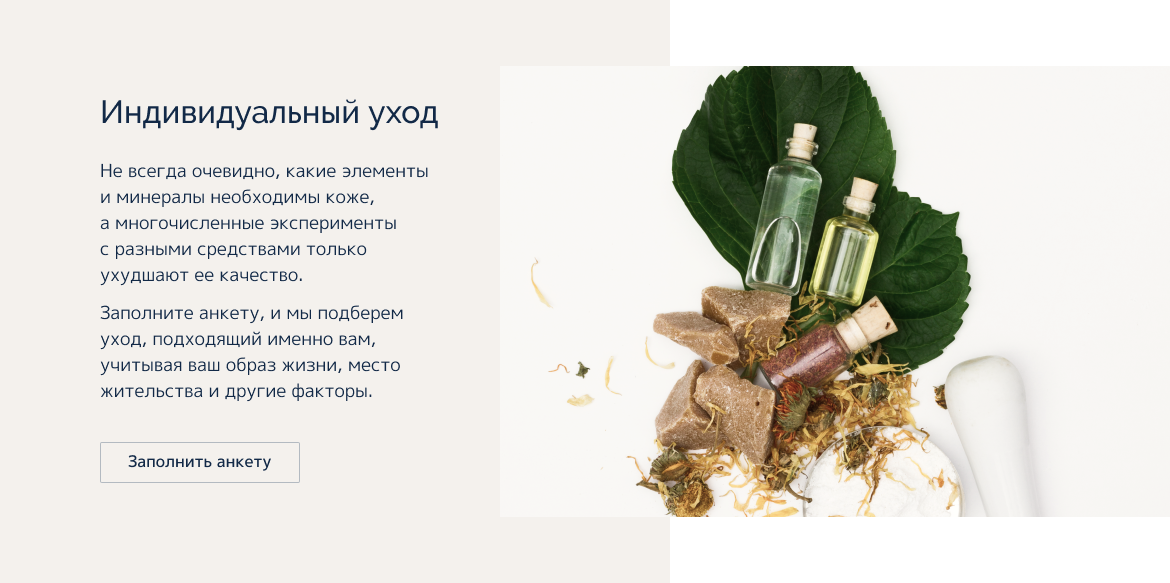 Индивидуальный уход
Не всегда очевидно, какие элементы
и минералы необходимы коже,
а многочисленные эксперименты
с разными средствами только
ухудшают ее качество.
Заполните анкету, и мы подберем
уход, подходящий именно вам,
учитывая ваш образ жизни, место
жительства и другие факторы.
Заполнить анкету